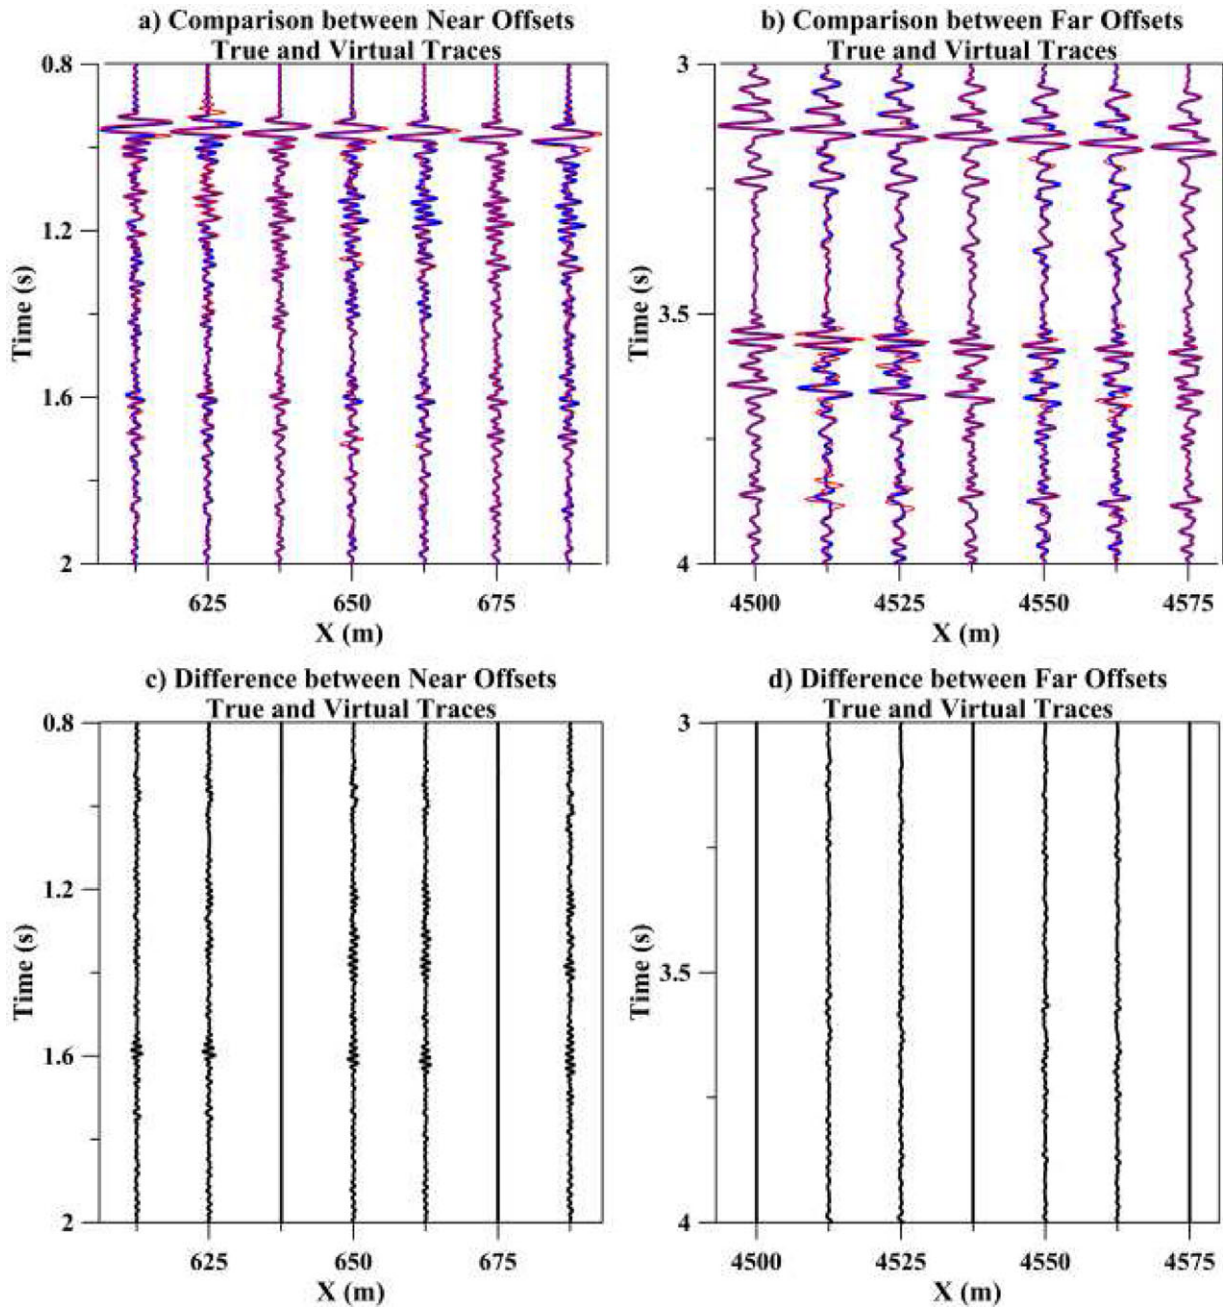 a) Comparison between Near Offsets
True and Virtual Traces
0.8
1.2
1.6
2
Time (s)
625
650
675
X (m)
b) Comparison between Far Offsets
True and Virtual Traces
3
3.5
4
Time (s)
4500
4525
4550
4575
X (m)
c) Difference between Near Offsets
True and Virtual Traces
0.8
1.2
1.6
2
Time (s)
625
650
675
X (m)
d) Difference between Far Offsets
True and Virtual Traces
3
3.5
4
Time (s)
4500
4525
4550
4575
X (m)